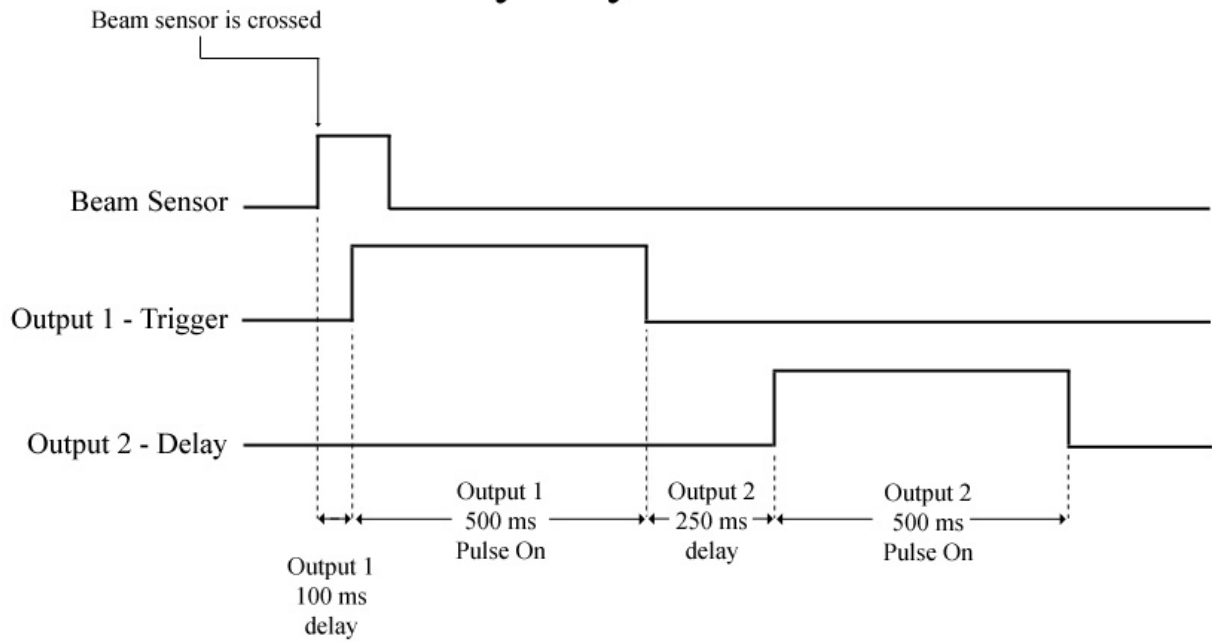 Beam sensor is crossed
Beam Sensor
Output 1 - Trigger
Output 2 - Delay
Output 1
500 ms
Pulse On
Output 2
250 ms
delay
Output 2
500 ms
Pulse On
Output 1
100 ms
delay